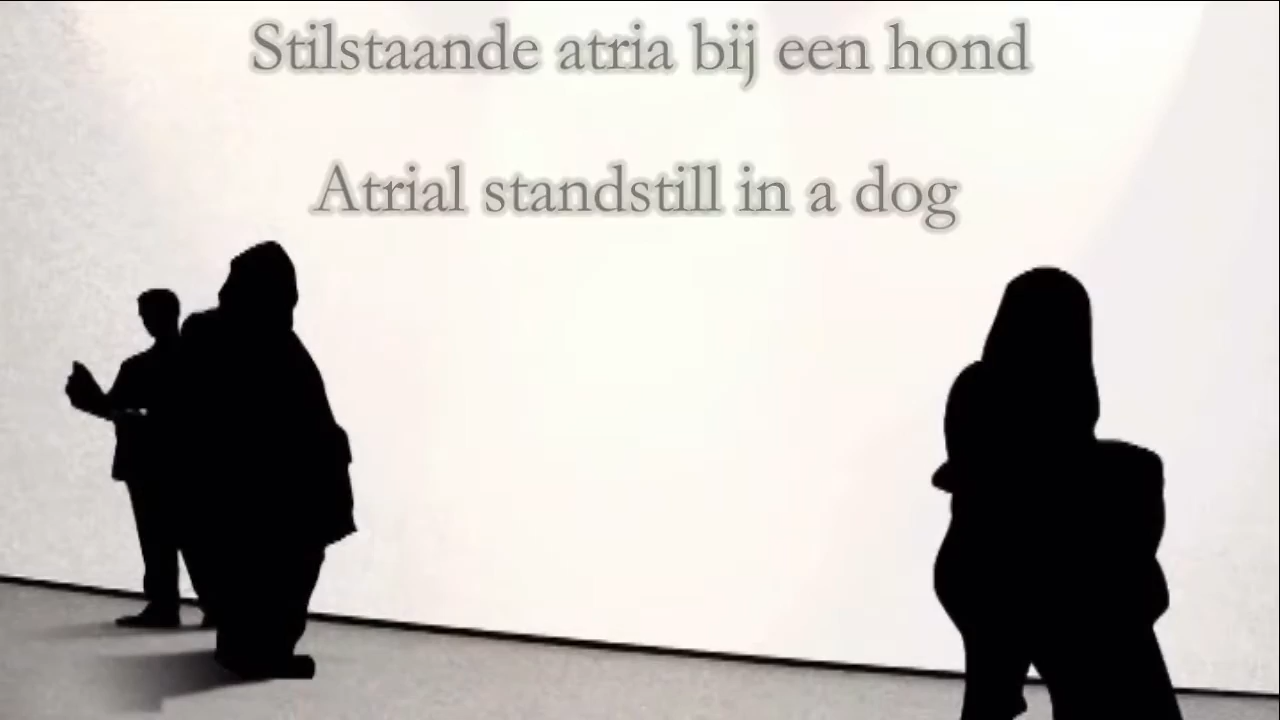 Stilstaande atria bij een hond
Atrial standstill in a dog